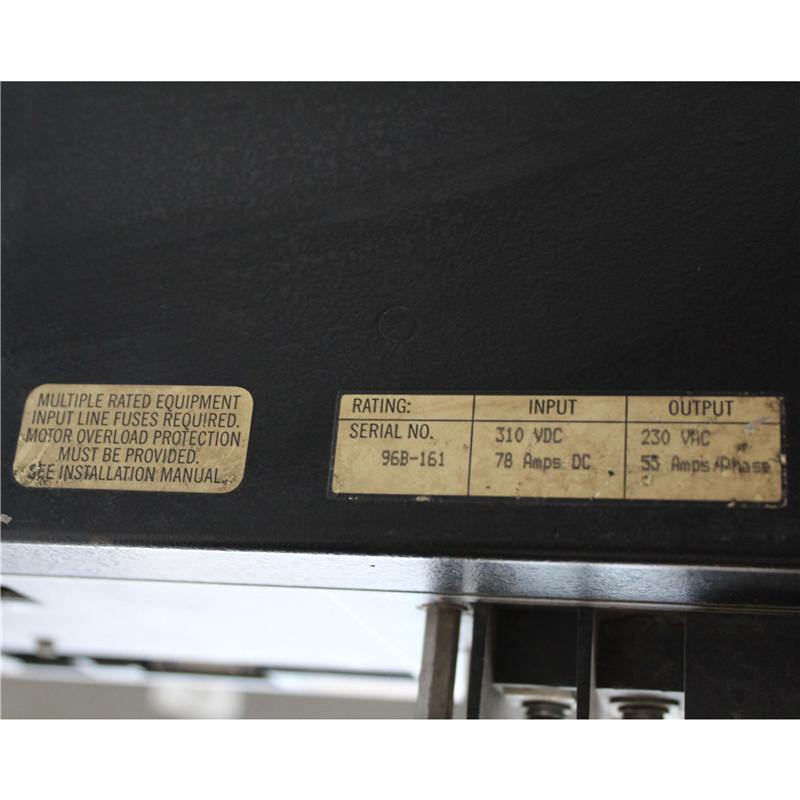 MULTIPLE RATED EQUIPMENT
INPUT LINE FUSES REQUIRED.
MOTOR OVERLOAD PROTECTION
MUST BE PROVIDED.
SEE INSTALLATION MANUAL.
RATING: INPUT OUTPUT
SERIAL NO. 310 VDC 230 VAC
96B-161 78 Amps DC 55 Amps/Phase